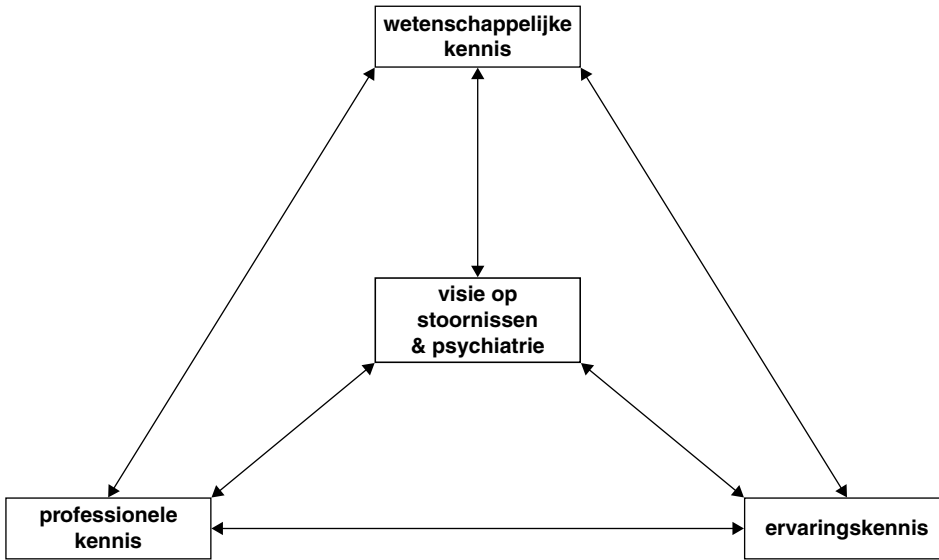 wetenschappelijke
kennis
visie op
stoornissen
& psychiatrie
professionele
kennis
ervaringskennis